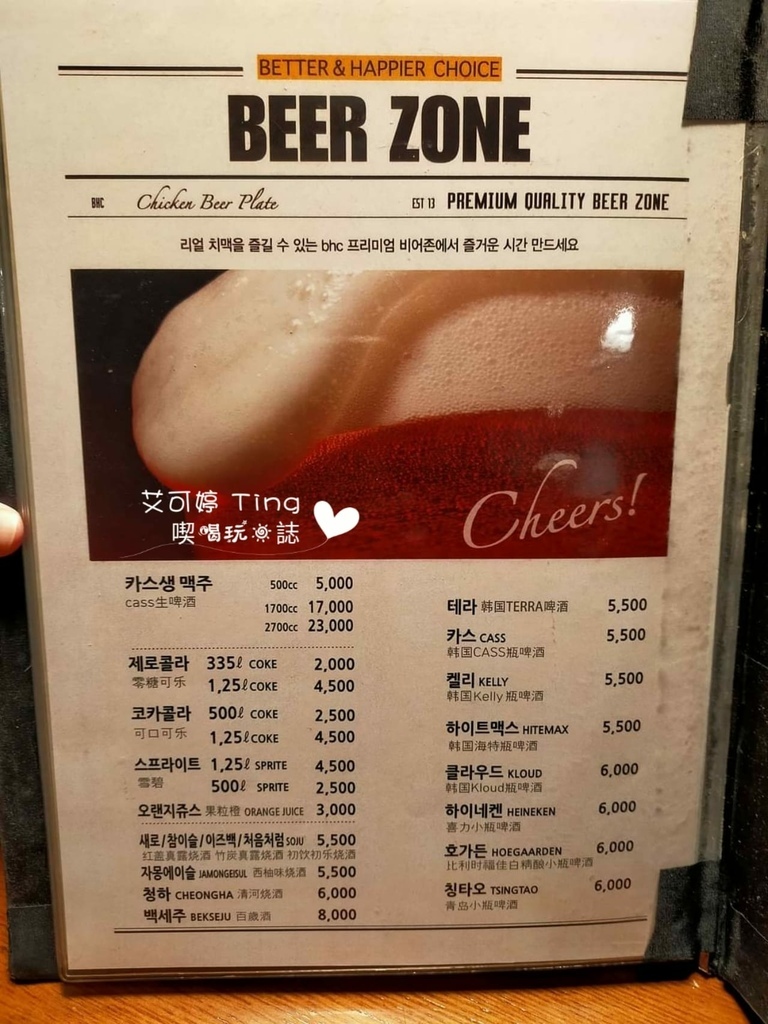 BETTER & HAPPIER CHOICE
BEER ZONE
BHC Chicken Beer Plate EST 13 PREMIUM QUALITY BEER ZONE
리얼 치맥을 즐길 수 있는 bhc 프리미엄 비어존에서 즐거운 시간 만드세요
Cheers!
艾可婷 Ting
喫喝玩誌
카스생 맥주 500cc 5,000
cass生啤酒
1700cc 17,000
2700cc 23,000
제로콜라 335ℓ COKE 2,000
零糖可乐 1,25ℓ COKE 4,500
코카콜라 500ℓ COKE 2,500
可口可乐 1,25ℓ COKE 4,500
스프라이트 1,25ℓ SPRITE 4,500
雪碧 500ℓ SPRITE 2,500
오랜지쥬스 果粒橙 ORANGE JUICE 3,000
새로/참이슬/이즈백/처음처럼 SOJU 5,500
红盖真露烧酒 竹炭真露烧酒 初饮初乐烧酒
자몽에이슬 JAMONGEISUL 西柚味烧酒 5,500
청하 CHEONGHA 清河烧酒 6,000
백세주 BEKSEJU 百歲酒 8,000
테라 韩国TERRA啤酒 5,500
카스 CASS 5,500
韩国CASS瓶啤酒
켈리 KELLY 5,500
韩国Kelly瓶啤酒
하이트맥스 HITEMAX 5,500
韩国海特瓶啤酒
클라우드 KLOUD 6,000
韩国Kloud瓶啤酒
하이네켄 HEINEKEN 6,000
喜力小瓶啤酒
호가든 HOEGAARDEN 6,000
比利时福佳白精酿小瓶啤酒
칭타오 TSINGTAO 6,000
青岛小瓶啤酒